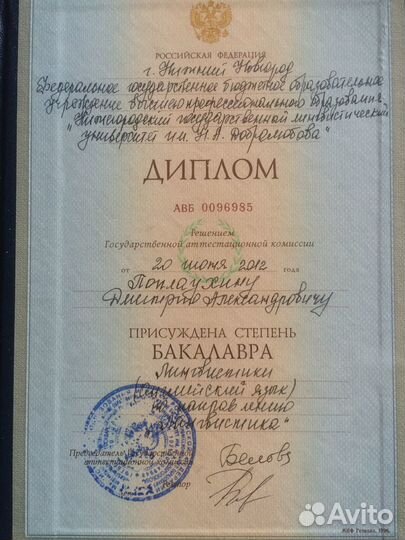 РОССИЙСКАЯ ФЕДЕРАЦИЯ
г. Нижний Новгород
Федеральное государственное бюджетное образовательное
учреждение высшего профессионального образования
"Нижегородский государственный лингвистический
университет им. Н.А. Добролюбова"
ДИПЛОМ
АВБ 0096985
Решением
Государственной аттестационной комиссии
от 20 июня 2012 года
Дмитрию Александровичу
ПРИСУЖДЕНА СТЕПЕНЬ
БАКАЛАВРА
Лингвистики
(английский язык)
по направлению
"Лингвистика"
Председатель Государственной
аттестационной комиссии
Ректор
Avito